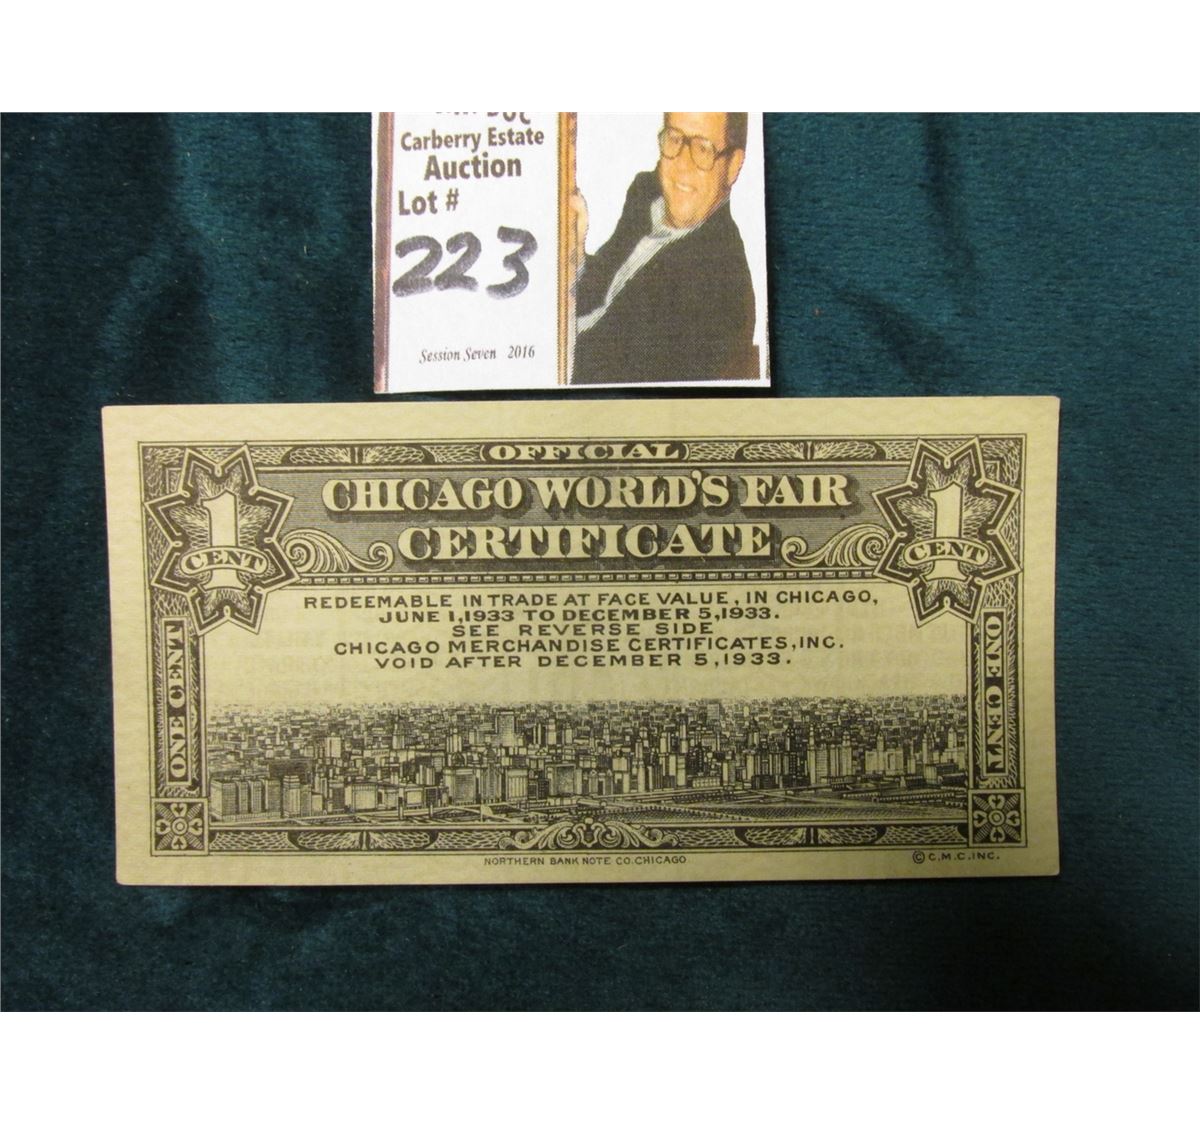 Carberry Estate
Auction
Lot #
223
Session Seven 2016
OFFICIAL
CHICAGO WORLD'S FAIR
CERTIFICATE
1
CENT
1
CENT
REDEEMABLE IN TRADE AT FACE VALUE, IN CHICAGO,
JUNE 1, 1933 TO DECEMBER 5, 1933.
SEE REVERSE SIDE
CHICAGO MERCHANDISE CERTIFICATES, INC.
VOID AFTER DECEMBER 5, 1933.
ONE CENT
ONE CENT
NORTHERN BANK NOTE CO. CHICAGO
© C.M.C. INC.